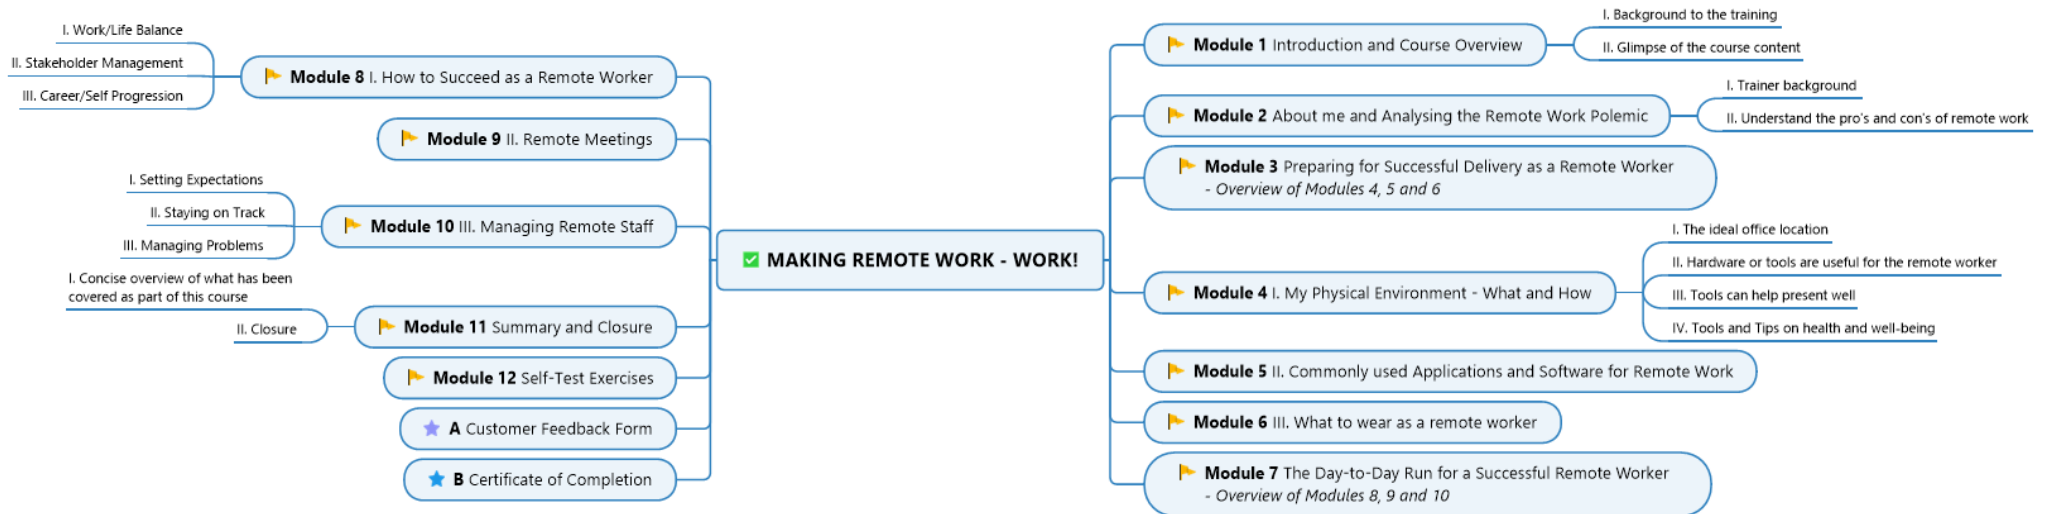 MAKING REMOTE WORK - WORK!
Module 1 Introduction and Course Overview
I. Background to the training
II. Glimpse of the course content
Module 2 About me and Analysing the Remote Work Polemic
I. Trainer background
II. Understand the pro's and con's of remote work
Module 3 Preparing for Successful Delivery as a Remote Worker
- Overview of Modules 4, 5 and 6
Module 4 I. My Physical Environment - What and How
I. The ideal office location
II. Hardware or tools are useful for the remote worker
III. Tools can help present well
IV. Tools and Tips on health and well-being
Module 5 II. Commonly used Applications and Software for Remote Work
Module 6 III. What to wear as a remote worker
Module 7 The Day-to-Day Run for a Successful Remote Worker
- Overview of Modules 8, 9 and 10
Module 8 I. How to Succeed as a Remote Worker
I. Work/Life Balance
II. Stakeholder Management
III. Career/Self Progression
Module 9 II. Remote Meetings
Module 10 III. Managing Remote Staff
I. Setting Expectations
II. Staying on Track
III. Managing Problems
Module 11 Summary and Closure
I. Concise overview of what has been
covered as part of this course
II. Closure
Module 12 Self-Test Exercises
A Customer Feedback Form
B Certificate of Completion